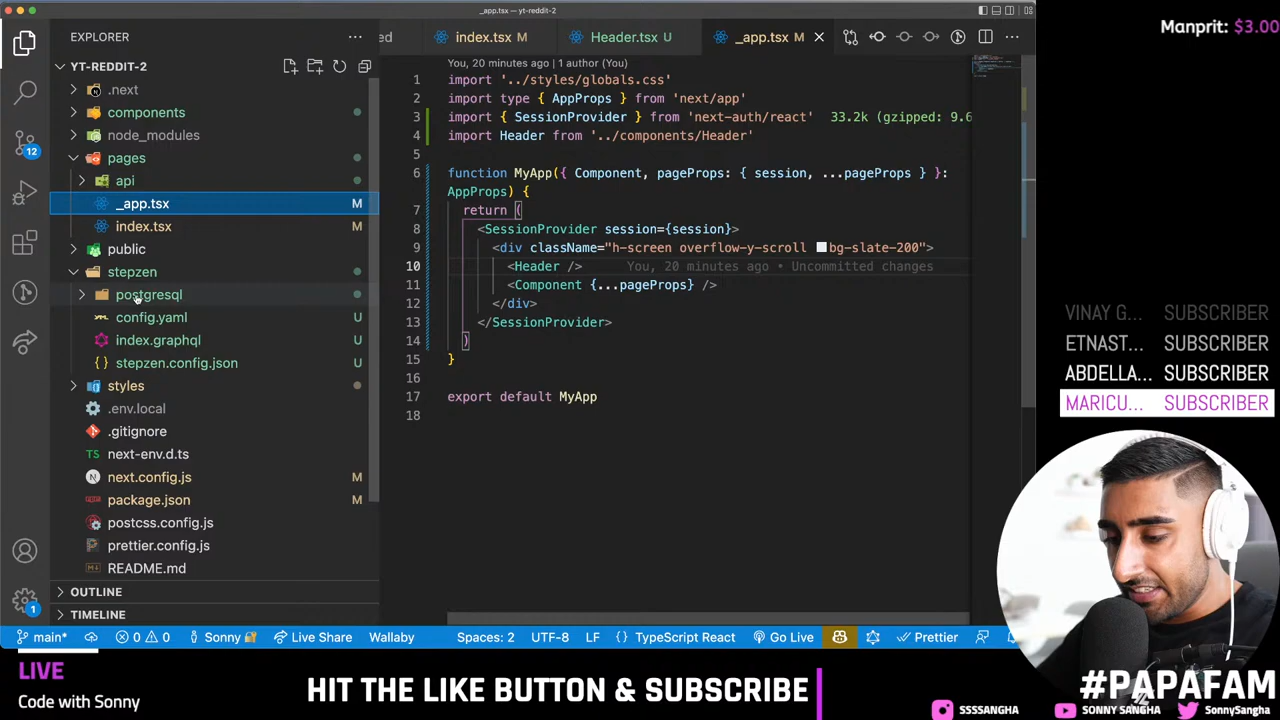 _app.tsx — yt-reddit-2
EXPLORER
YT-REDDIT-2
.next
components
node_modules
pages
api
_app.tsx M
index.tsx M
public
stepzen
postgresql
config.yaml U
index.graphql U
stepzen.config.json U
styles
.env.local
.gitignore
next-env.d.ts
next.config.js M
package.json M
postcss.config.js
prettier.config.js
README.md
OUTLINE
TIMELINE
12
1
ed
index.tsx M
Header.tsx U
_app.tsx M
You, 20 minutes ago | 1 author (You)
1 import '../styles/globals.css'
2 import type { AppProps } from 'next/app'
3 import { SessionProvider } from 'next-auth/react' 33.2k (gzipped: 9.6
4 import Header from '../components/Header'
5
6 function MyApp({ Component, pageProps: { session, ...pageProps } }:
AppProps) {
7 return (
8 <SessionProvider session={session}>
9 <div className="h-screen overflow-y-scroll bg-slate-200">
10 <Header /> You, 20 minutes ago • Uncommitted changes
11 <Component {...pageProps} />
12 </div>
13 </SessionProvider>
14 )
15 }
16
17 export default MyApp
18
main* 0 0 Sonny Live Share Wallaby Spaces: 2 UTF-8 LF {} TypeScript React Go Live Prettier
Manprit: $3.00
VINAY G... SUBSCRIBER
ETNAST... SUBSCRIBER
ABDELLA... SUBSCRIBER
MARICU... SUBSCRIBER
LIVE
Code with Sonny
HIT THE LIKE BUTTON & SUBSCRIBE
#PAPAFAM
SSSSANGHA SONNY SANGHA SONNYSANGHA